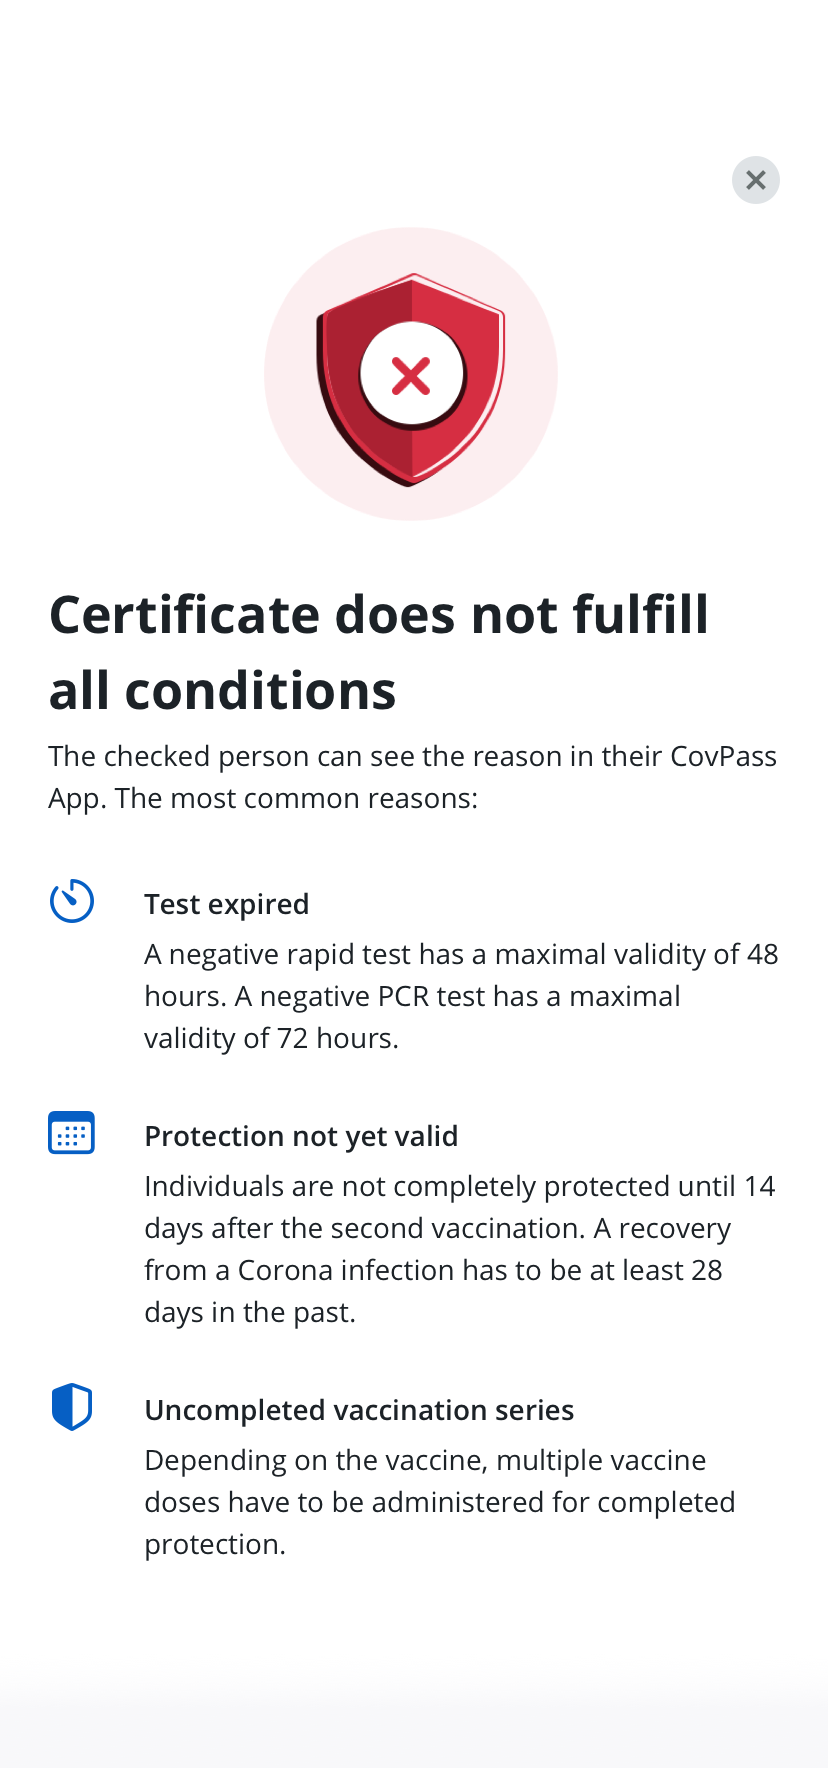 Certificate does not fulfill
all conditions
The checked person can see the reason in their CovPass
App. The most common reasons:
Test expired
A negative rapid test has a maximal validity of 48
hours. A negative PCR test has a maximal
validity of 72 hours.
Protection not yet valid
Individuals are not completely protected until 14
days after the second vaccination. A recovery
from a Corona infection has to be at least 28
days in the past.
Uncompleted vaccination series
Depending on the vaccine, multiple vaccine
doses have to be administered for completed
protection.